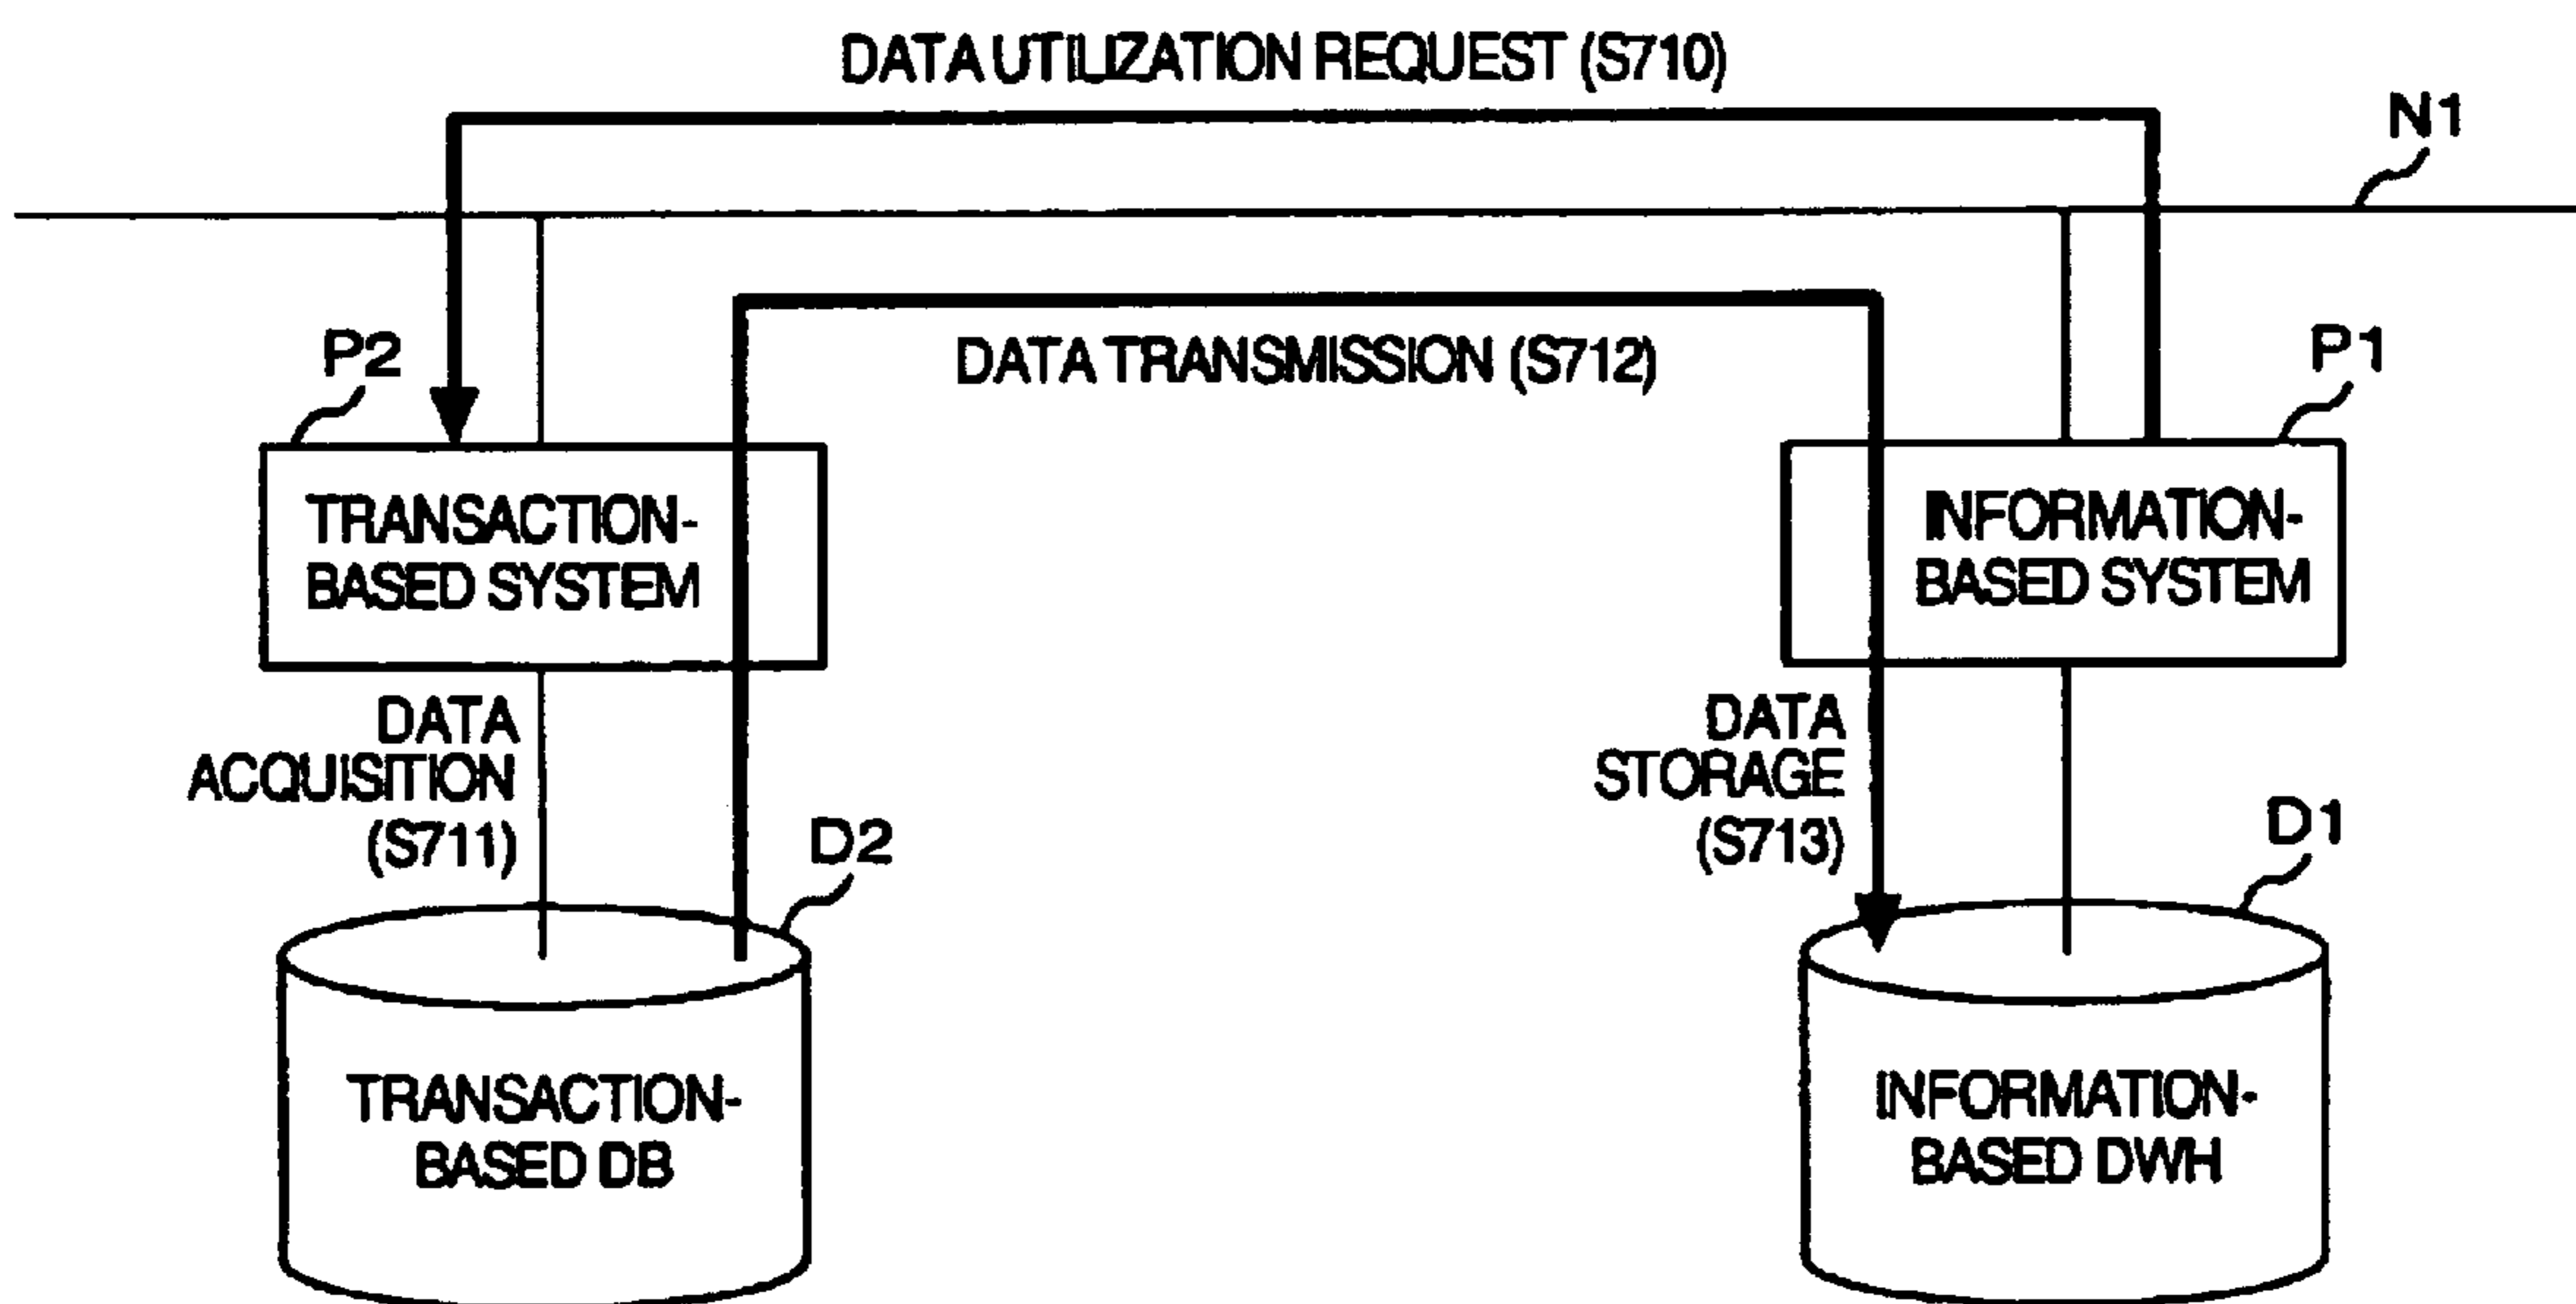 DATA UTILIZATION REQUEST (S710)
N1
P2
DATA TRANSMISSION (S712)
P1
TRANSACTION-
BASED SYSTEM
INFORMATION-
BASED SYSTEM
DATA
ACQUISITION
(S711)
D2
DATA
STORAGE
(S713)
D1
TRANSACTION-
BASED DB
INFORMATION-
BASED DWH